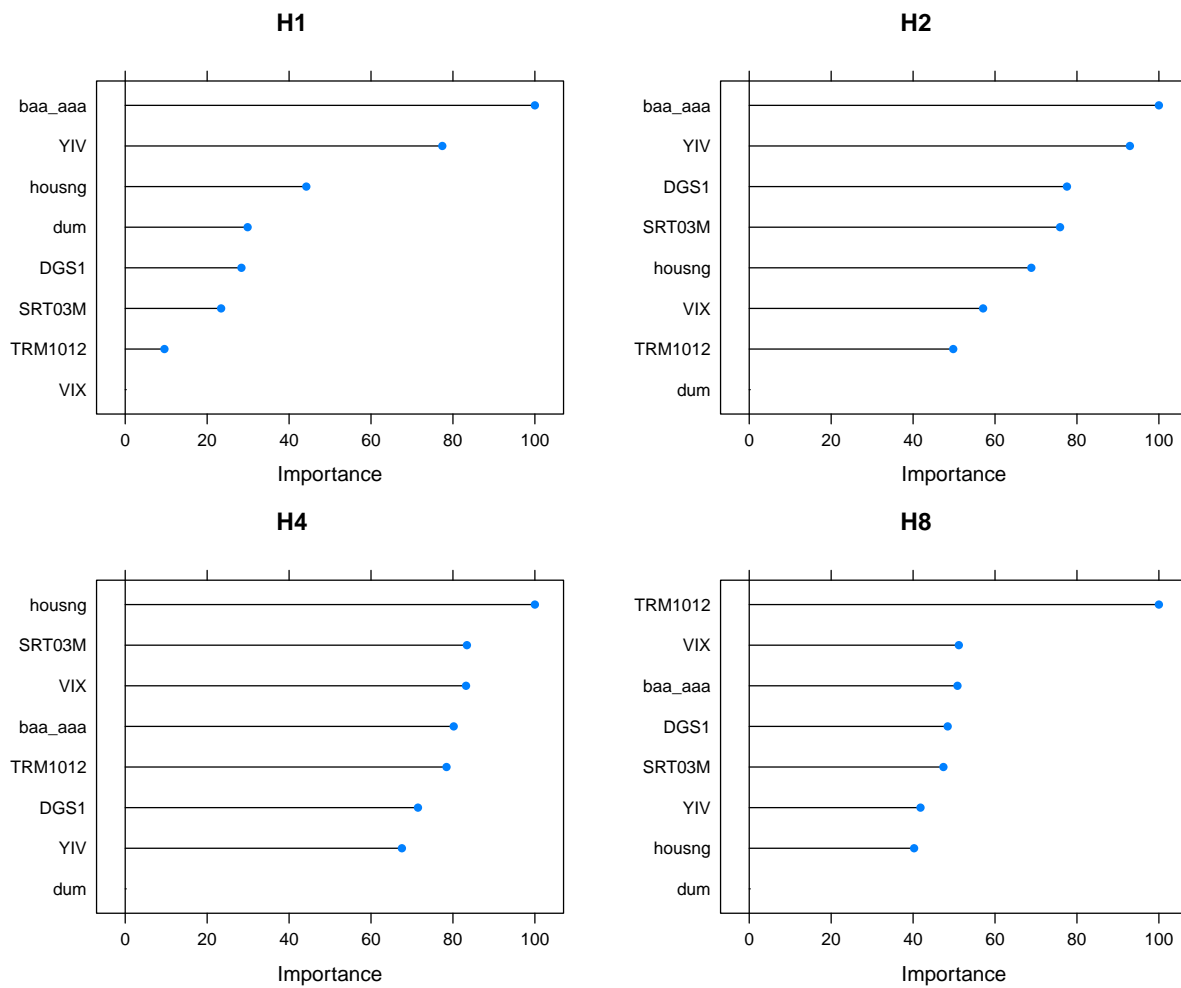 H1
baa_aaa
YIV
housng
dum
DGS1
SRT03M
TRM1012
VIX
0 20 40 60 80 100
Importance
H2
baa_aaa
YIV
DGS1
SRT03M
housng
VIX
TRM1012
dum
0 20 40 60 80 100
Importance
H4
housng
SRT03M
VIX
baa_aaa
TRM1012
DGS1
YIV
dum
0 20 40 60 80 100
Importance
H8
TRM1012
VIX
baa_aaa
DGS1
SRT03M
YIV
housng
dum
0 20 40 60 80 100
Importance